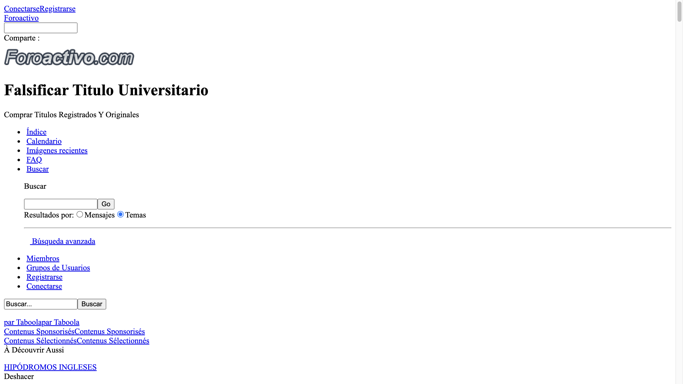 ConectarseRegistrarse
Foroactivo
Comparte :
Foroactivo.com
Falsificar Titulo Universitario
Comprar Titulos Registrados Y Originales
Índice
Calendario
Imágenes recientes
FAQ
Buscar
Buscar
Go
Resultados por: Mensajes Temas
Búsqueda avanzada
Miembros
Grupos de Usuarios
Registrarse
Conectarse
Buscar... Buscar
par Taboolapar Taboola
Contenus SponsorisésContenus Sponsorisés
Contenus SélectionnésContenus Sélectionnés
À Découvrir Aussi
HIPÓDROMOS INGLESES
Deshacer